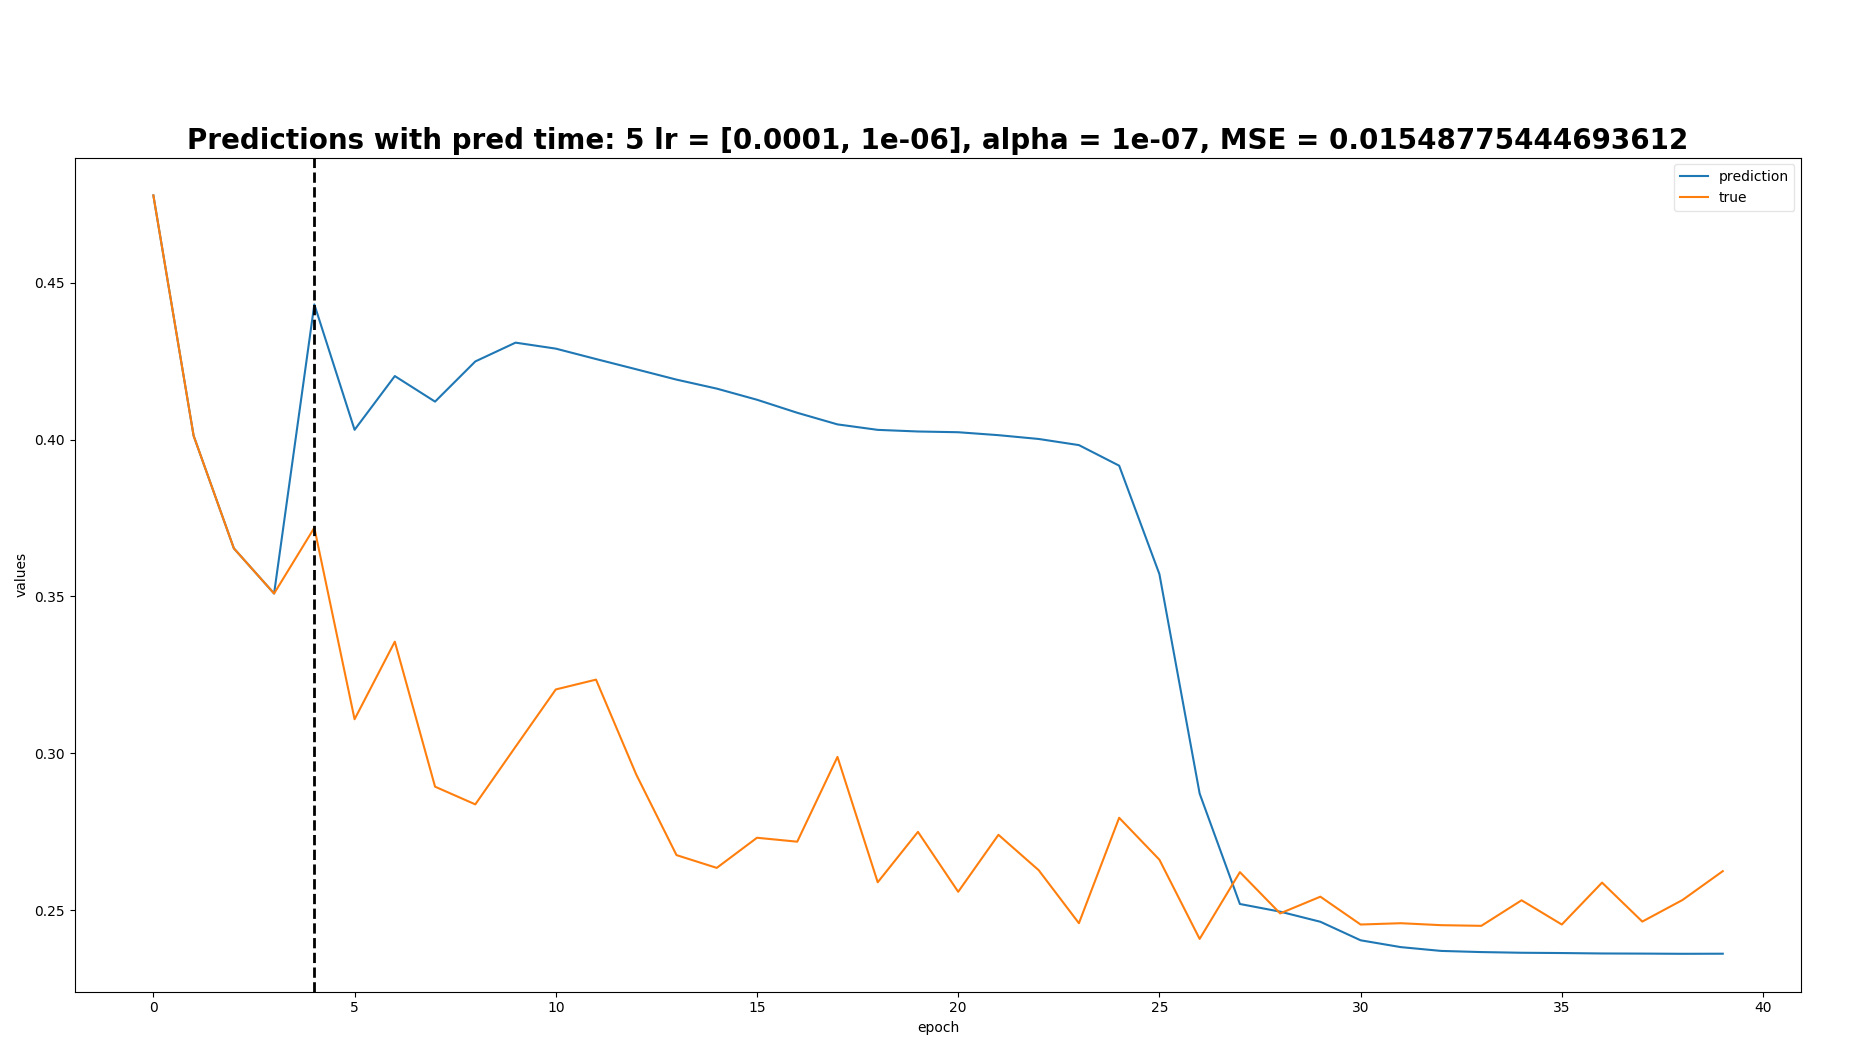 Predictions with pred time: 5 lr = [0.0001, 1e-06], alpha = 1e-07, MSE = 0.01548775444693612
prediction
true
0.45
0.40
0.35
0.30
0.25
values
0 5 10 15 20 25 30 35 40
epoch